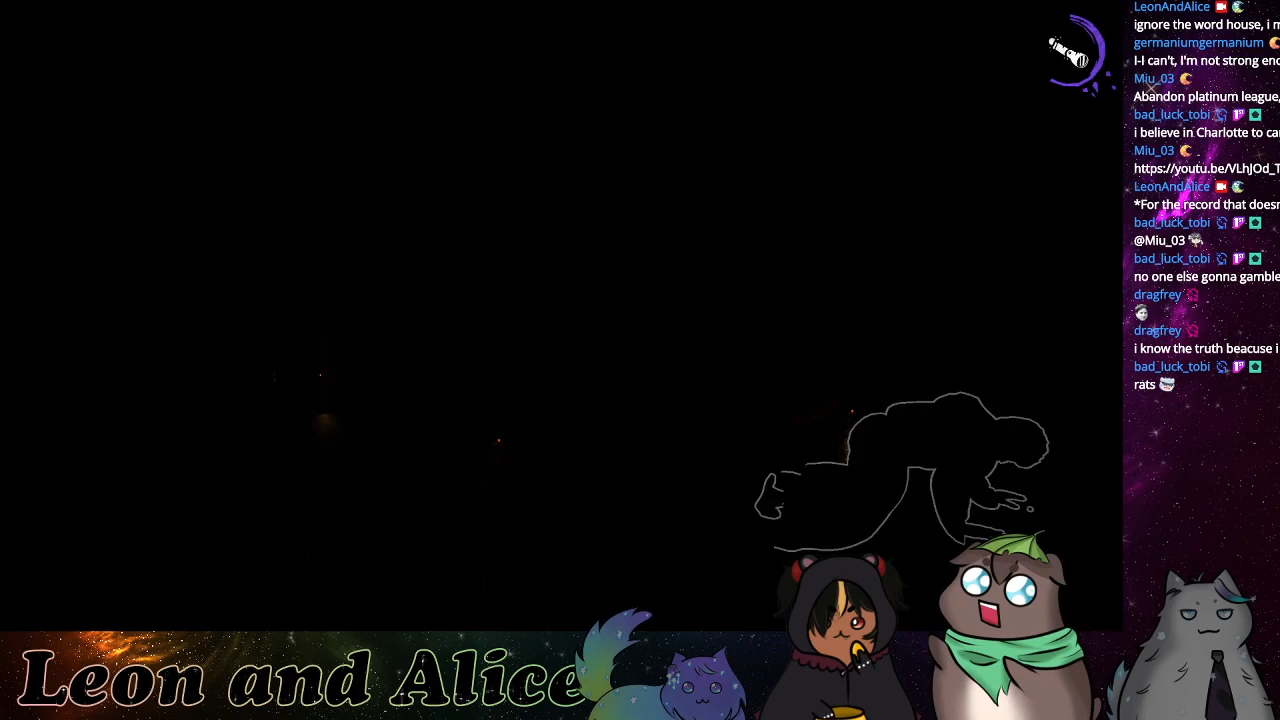 LeonAndAlice
ignore the word house, i m
germaniumgermanium
I-I can't, I'm not strong enc
Miu_03
Abandon platinum league,
bad_luck_tobi
i believe in Charlotte to ca
Miu_03
https://youtu.be/VLhJOd_T
LeonAndAlice
*For the record that doesn
bad_luck_tobi
@Miu_03
bad_luck_tobi
no one else gonna gamble
dragfrey
dragfrey
i know the truth beacuse i
bad_luck_tobi
rats
Leon and Alice